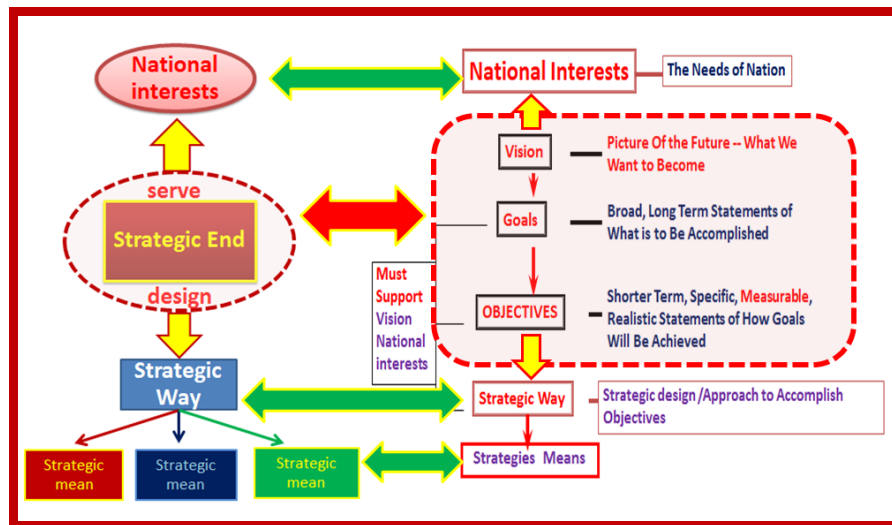 National
interests
serve
Strategic End
design
Strategic
Way
Strategic
mean
Strategic
mean
Strategic
mean
National Interests
The Needs of Nation
Vision
Picture Of the Future -- What We
Want to Become
Goals
Broad, Long Term Statements of
What is to Be Accomplished
Must
Support
Vision
National
interests
OBJECTIVES
Shorter Term, Specific, Measurable,
Realistic Statements of How Goals
Will Be Achieved
Strategic Way
Strategic design /Approach to Accomplish
Objectives
Strategies Means